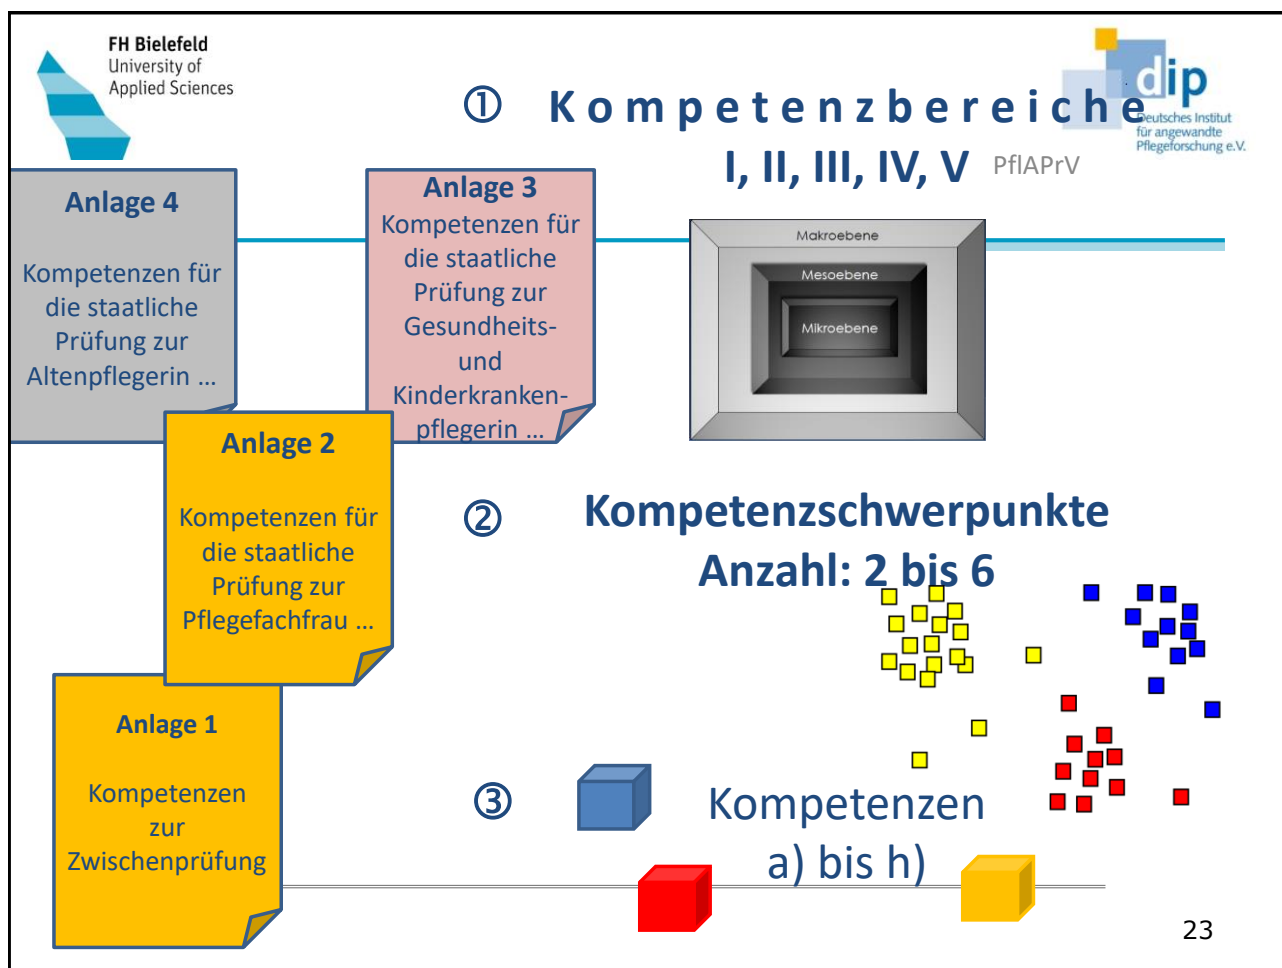 FH Bielefeld
University of
Applied Sciences
dip
Deutsches Institut
für angewandte
Pflegeforschung e.V.
① Kompetenzbereiche
I, II, III, IV, V PflAPrV
Anlage 4
Kompetenzen für
die staatliche
Prüfung zur
Altenpflegerin ...
Anlage 3
Kompetenzen für
die staatliche
Prüfung zur
Gesundheits-
und
Kinderkranken-
pflegerin ...
Makroebene
Mesoebene
Mikroebene
Anlage 2
Kompetenzen für
die staatliche
Prüfung zur
Pflegefachfrau ...
② Kompetenzschwerpunkte
Anzahl: 2 bis 6
Anlage 1
Kompetenzen
zur
Zwischenprüfung
③ Kompetenzen
a) bis h)
23